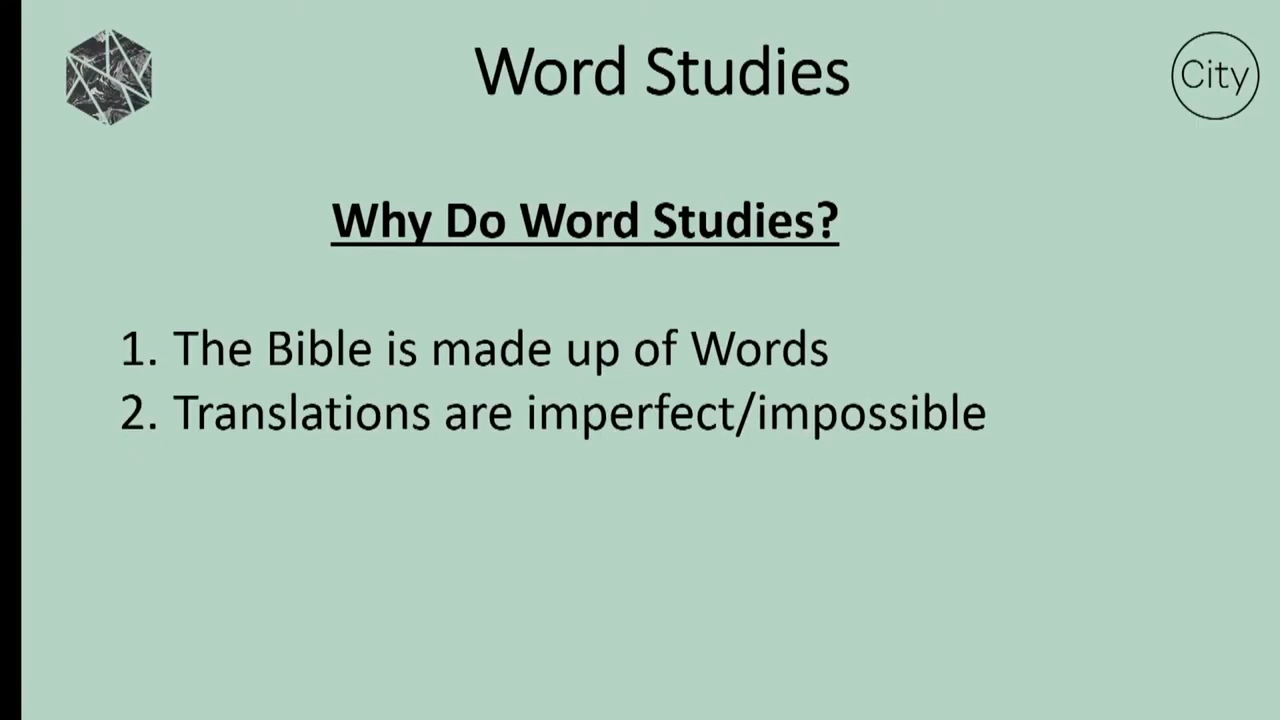 Word Studies
City
Why Do Word Studies?
1. The Bible is made up of Words
2. Translations are imperfect/impossible